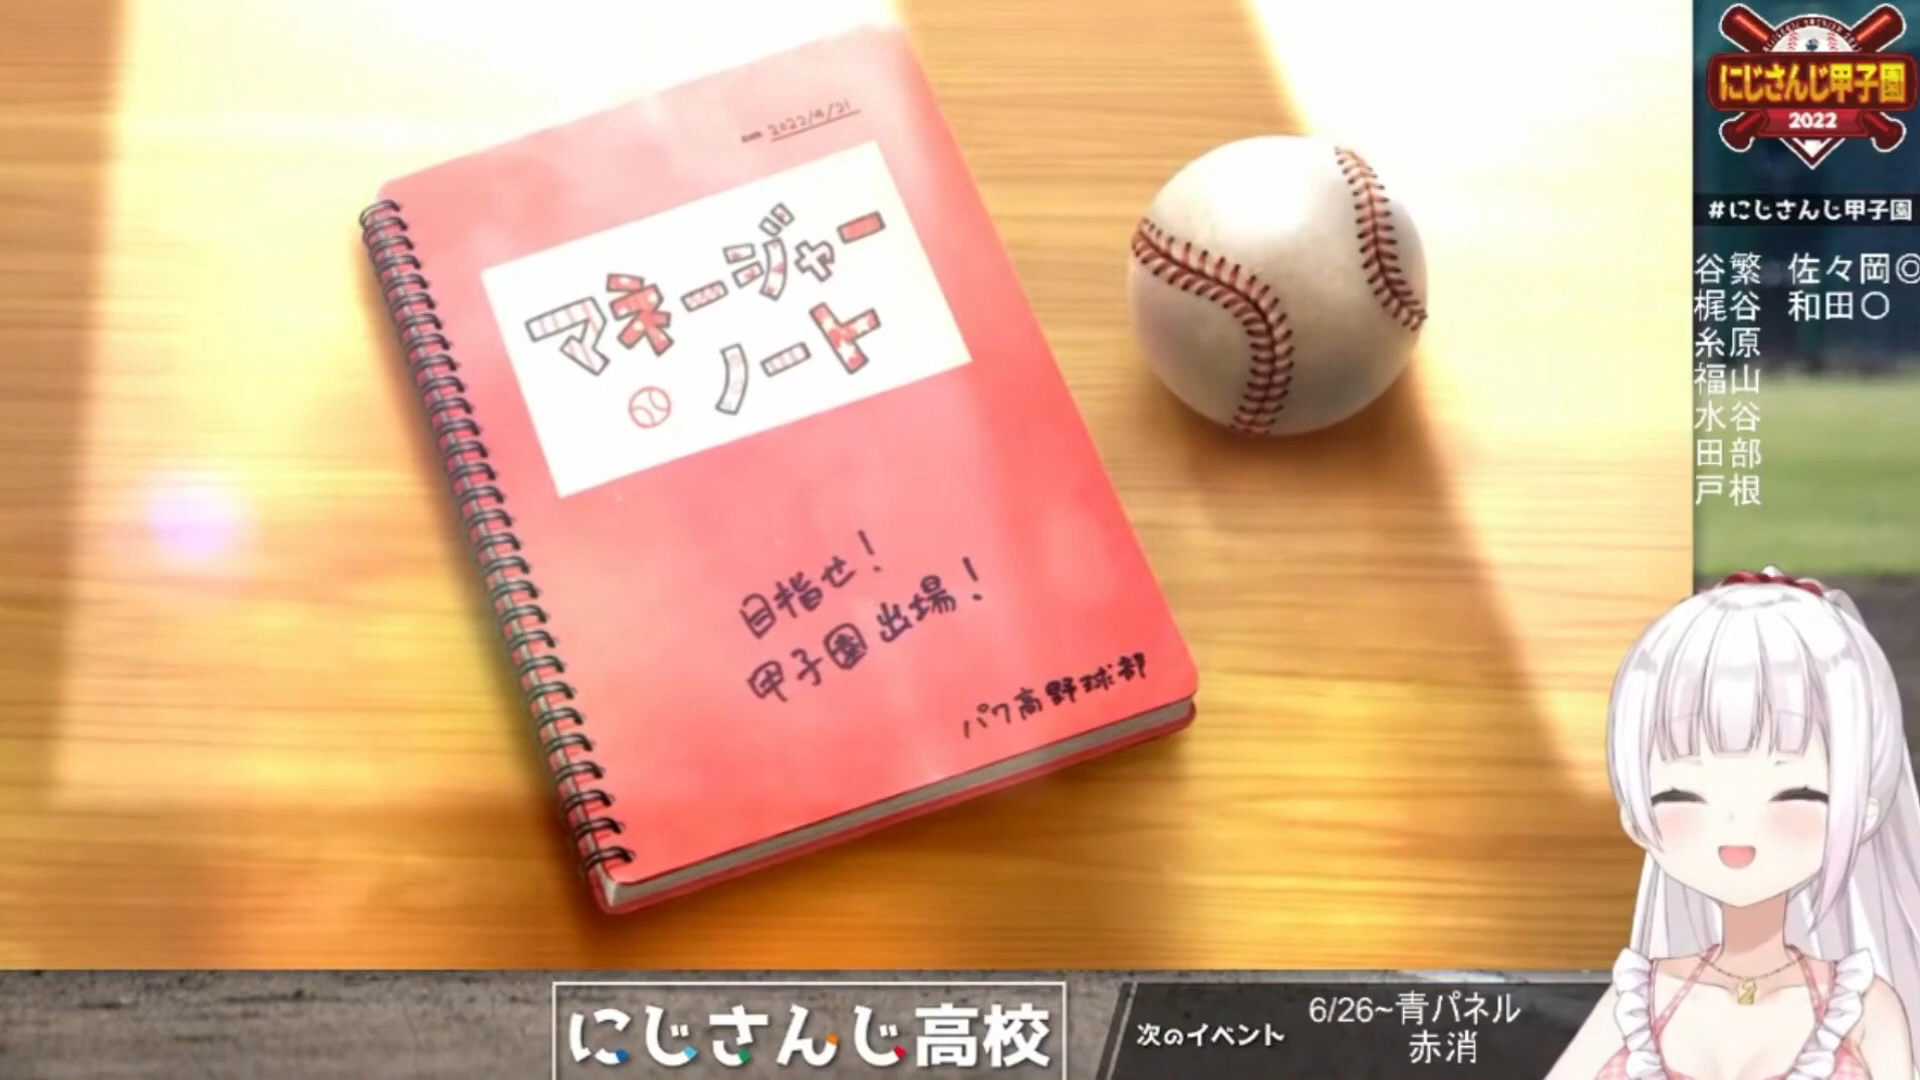 2022/4/21
マネージャー
ノート
目指せ！
甲子園出場！
パワ高野球部
にじさんじ甲子園
2022
#にじさんじ甲子園
谷繁 佐々岡◎
梶谷 和田〇
糸原
福山
水谷
田部
戸根
にじさんじ高校
次のイベント
6/26~青パネル
赤消